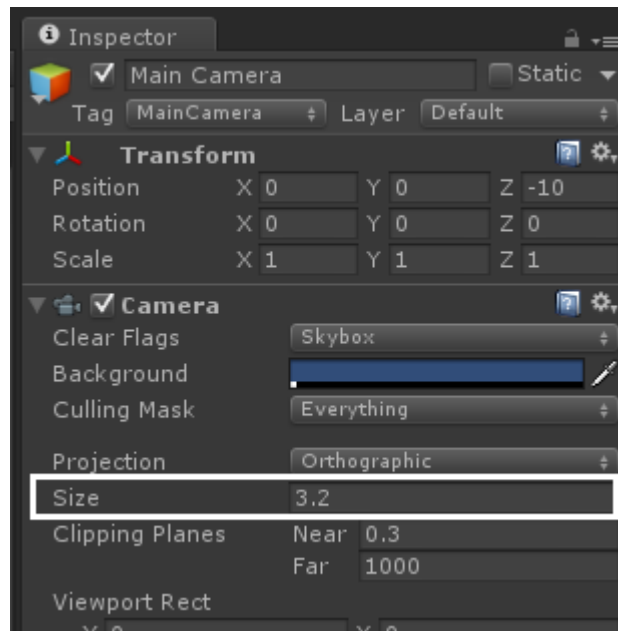 Inspector
Main Camera Static
Tag MainCamera Layer Default
Transform
Position X 0 Y 0 Z -10
Rotation X 0 Y 0 Z 0
Scale X 1 Y 1 Z 1
Camera
Clear Flags Skybox
Background
Culling Mask Everything
Projection Orthographic
Size 3.2
Clipping Planes Near 0.3
Far 1000
Viewport Rect